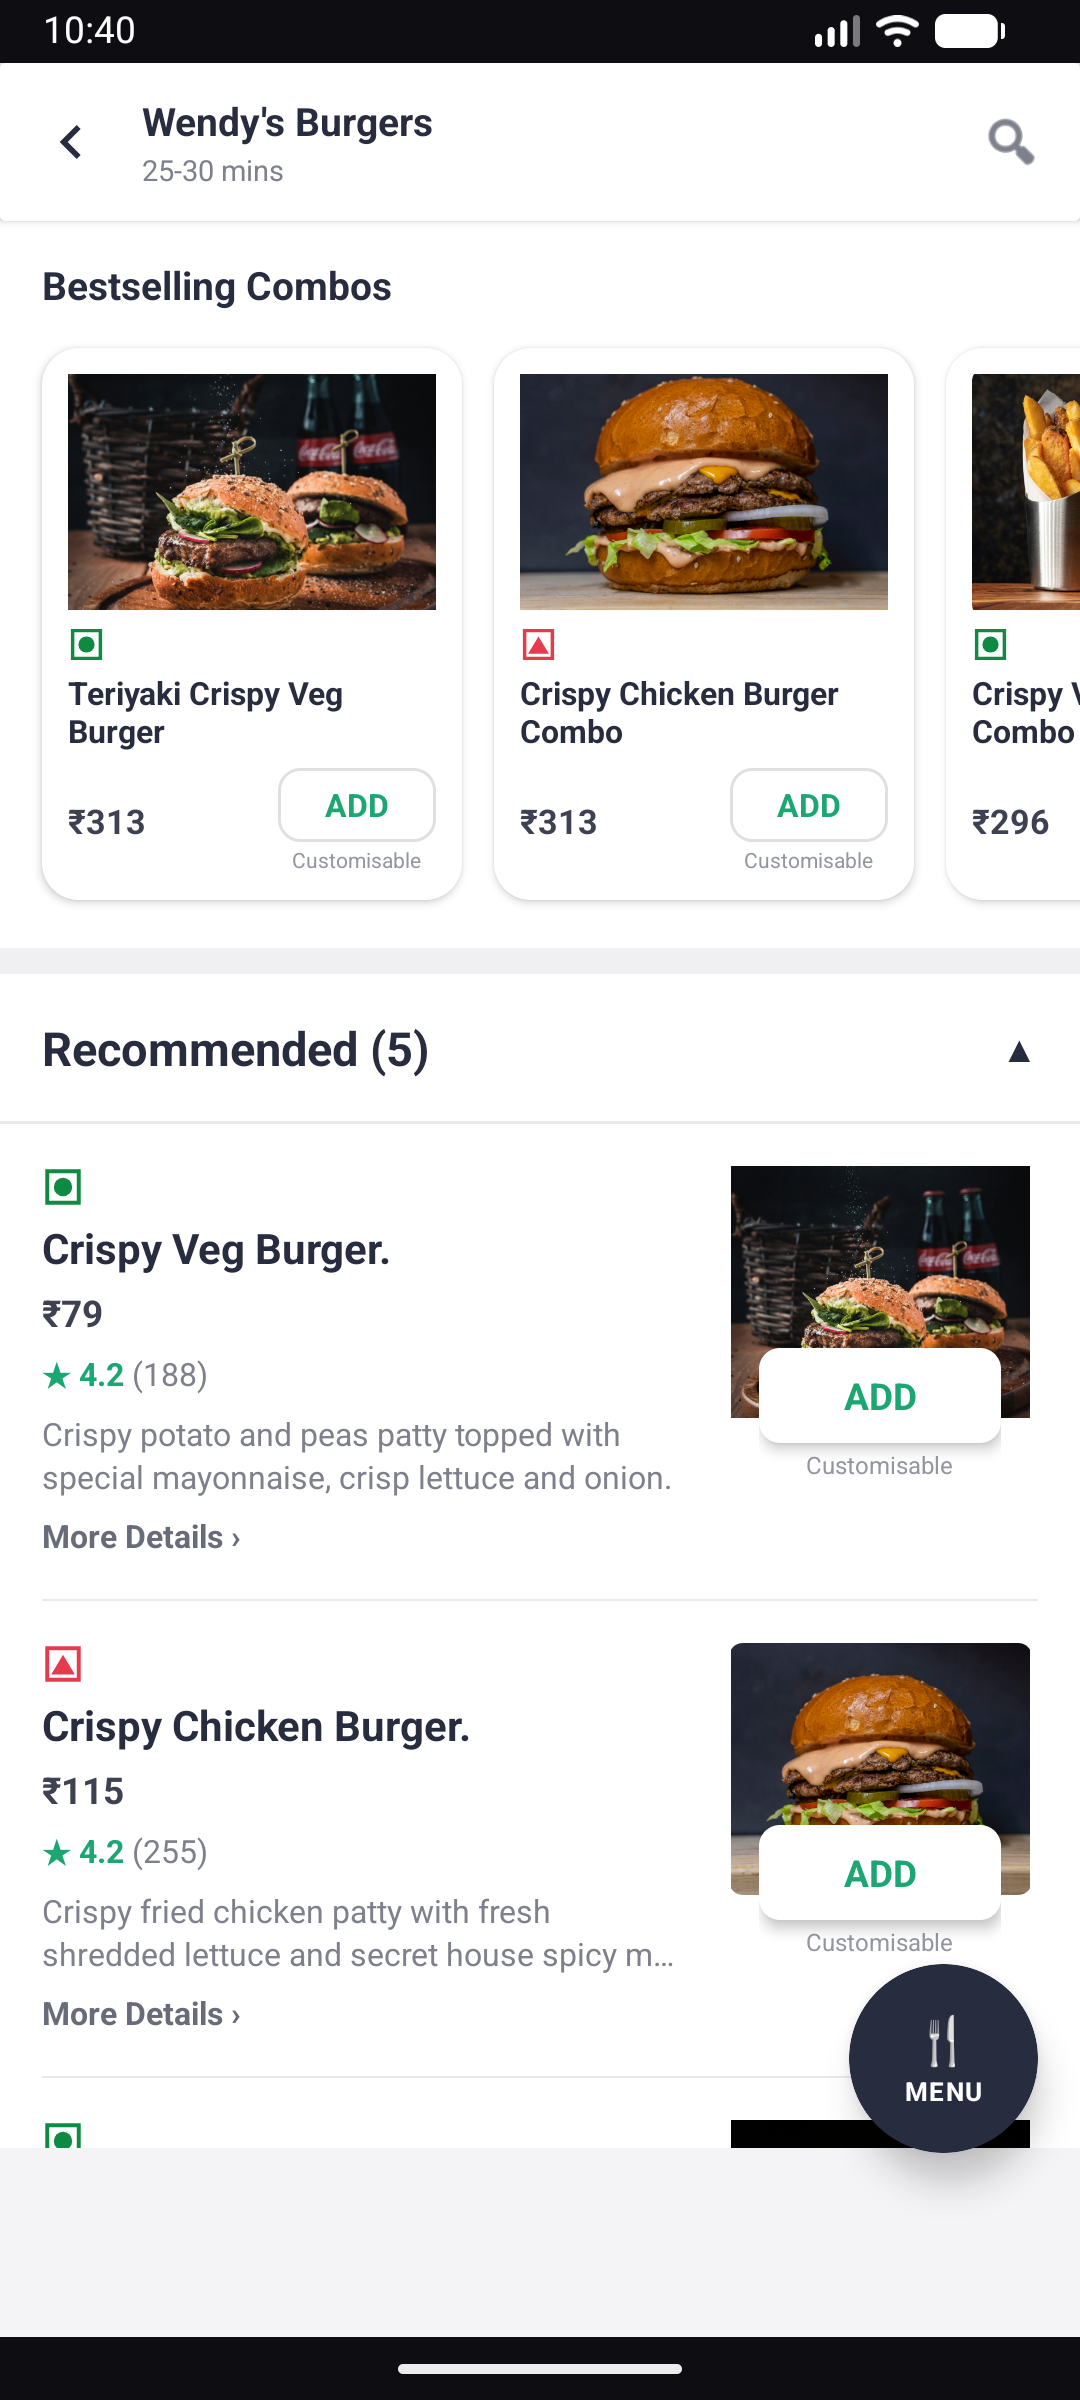 10:40
Wendy's Burgers
25-30 mins
Bestselling Combos
Teriyaki Crispy Veg
Burger
₹313
ADD
Customisable
Crispy Chicken Burger
Combo
₹313
ADD
Customisable
Crispy
Combo
₹296
Recommended (5)
Crispy Veg Burger.
₹79
★ 4.2 (188)
Crispy potato and peas patty topped with
special mayonnaise, crisp lettuce and onion.
More Details ›
ADD
Customisable
Crispy Chicken Burger.
₹115
★ 4.2 (255)
Crispy fried chicken patty with fresh
shredded lettuce and secret house spicy m...
More Details ›
ADD
Customisable
MENU